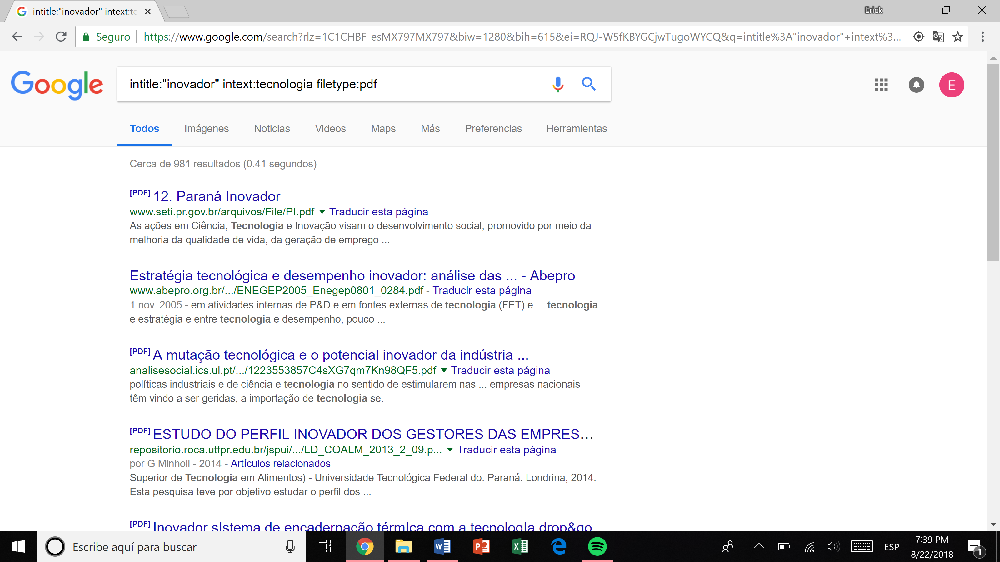 intitle:"inovador" intext:te
Erick
Seguro
https://www.google.com/search?rlz=1C1CHBF_esMX797MX797&biw=1280&bih=615&ei=RQJ-W5fKBYGCjwTugoWYCQ&q=intitle%3A"inovador"+intext%3...
Google
intitle:"inovador" intext:tecnologia filetype:pdf
E
Todos Imágenes Noticias Videos Maps Más Preferencias Herramientas
Cerca de 981 resultados (0.41 segundos)
[PDF] 12. Paraná Inovador
www.seti.pr.gov.br/arquivos/File/PI.pdf ▼ Traducir esta página
As ações em Ciência, Tecnologia e Inovação visam o desenvolvimento social, promovido por meio da
melhoria da qualidade de vida, da geração de emprego ...
Estratégia tecnológica e desempenho inovador: análise das ... - Abepro
www.abepro.org.br/.../ENEGEP2005_Enegep0801_0284.pdf - Traducir esta página
1 nov. 2005 - em atividades internas de P&D e em fontes externas de tecnologia (FET) e ... tecnologia
e estratégia e entre tecnologia e desempenho, pouco ...
[PDF] A mutação tecnológica e o potencial inovador da indústria ...
analisesocial.ics.ul.pt/.../1223553857C4sXG7qm7Kn98QF5.pdf ▼ Traducir esta página
políticas industriais e de ciência e tecnologia no sentido de estimularem nas ... empresas nacionais
têm vindo a ser geridas, a importação de tecnologia se.
[PDF] ESTUDO DO PERFIL INOVADOR DOS GESTORES DAS EMPRES...
repositorio.roca.utfpr.edu.br/jspui/.../LD_COALM_2013_2_09.p... ▼ Traducir esta página
por G Minholi - 2014 - Artículos relacionados
Superior de Tecnologia em Alimentos) - Universidade Tecnológica Federal do. Paraná. Londrina, 2014.
Esta pesquisa teve por objetivo estudar o perfil dos ...
[PDF] Inovador sIstema de encadernação térmIca com a tecnologIa drop&go
Escribe aquí para buscar
ESP
7:39 PM
8/22/2018
1